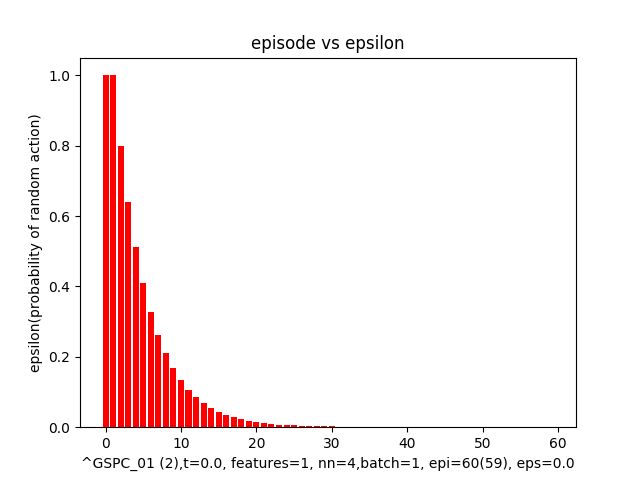 episode vs epsilon
epsilon(probability of random action)
1.0
0.8
0.6
0.4
0.2
0.0
0 10 20 30 40 50 60
^GSPC_01 (2),t=0.0, features=1, nn=4,batch=1, epi=60(59), eps=0.0